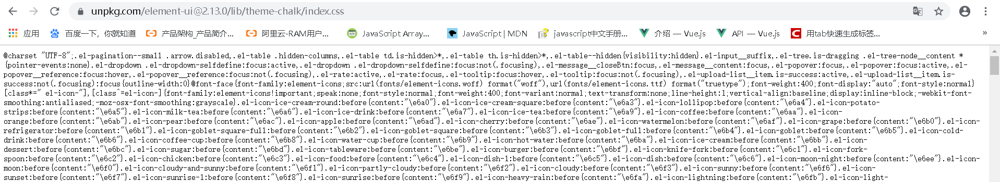 unpkg.com/element-ui@2.13.0/lib/theme-chalk/index.css
应用 百度一下，你就知道 产品架构_产品简介... 阿里云-RAM用户... JavaScript Array... JavaScript | MDN javascript中文手册... 介绍 — Vue.js API — Vue.js 用tab快速生成标签... »
@charset "UTF-8";.el-pagination--small .arrow.disabled,.el-table .hidden-columns,.el-table td.is-hidden>*,.el-table th.is-hidden>*,.el-table--hidden{visibility:hidden}.el-input__suffix,.el-tree.is-dragging .el-tree-node__content *
{pointer-events:none}.el-dropdown .el-dropdown-selfdefine:focus:active,.el-dropdown .el-dropdown-selfdefine:focus:not(.focusing),.el-message__closeBtn:focus,.el-message__content:focus,.el-popover:focus,.el-popover:focus:active,.el-
popover__reference:focus:hover,.el-popover__reference:focus:not(.focusing),.el-rate:active,.el-rate:focus,.el-tooltip:focus:hover,.el-tooltip:focus:not(.focusing),.el-upload-list__item.is-success:active,.el-upload-list__item.is-
success:not(.focusing):focus{outline-width:0}@font-face{font-family:element-icons;src:url(fonts/element-icons.woff) format("woff"),url(fonts/element-icons.ttf) format("truetype");font-weight:400;font-display:"auto";font-style:normal}
[class*=" el-icon-"],[class^=el-icon-]{font-family:element-icons!important;speak:none;font-style:normal;font-weight:400;font-variant:normal;text-transform:none;line-height:1;vertical-align:baseline;display:inline-block;-webkit-font-
smoothing:antialiased;-moz-osx-font-smoothing:grayscale}.el-icon-ice-cream-round:before{content:"\e6a0"}.el-icon-ice-cream-square:before{content:"\e6a3"}.el-icon-lollipop:before{content:"\e6a4"}.el-icon-potato-
strips:before{content:"\e6a5"}.el-icon-milk-tea:before{content:"\e6a6"}.el-icon-ice-drink:before{content:"\e6a7"}.el-icon-ice-tea:before{content:"\e6a9"}.el-icon-coffee:before{content:"\e6aa"}.el-icon-
orange:before{content:"\e6ab"}.el-icon-pear:before{content:"\e6ac"}.el-icon-apple:before{content:"\e6ad"}.el-icon-cherry:before{content:"\e6ae"}.el-icon-watermelon:before{content:"\e6af"}.el-icon-grape:before{content:"\e6b0"}.el-icon-
refrigerator:before{content:"\e6b1"}.el-icon-goblet-square-full:before{content:"\e6b2"}.el-icon-goblet-square:before{content:"\e6b3"}.el-icon-goblet-full:before{content:"\e6b4"}.el-icon-goblet:before{content:"\e6b5"}.el-icon-cold-
drink:before{content:"\e6b6"}.el-icon-coffee-cup:before{content:"\e6b8"}.el-icon-water-cup:before{content:"\e6b9"}.el-icon-hot-water:before{content:"\e6ba"}.el-icon-ice-cream:before{content:"\e6bb"}.el-icon-
dessert:before{content:"\e6bc"}.el-icon-sugar:before{content:"\e6bd"}.el-icon-tableware:before{content:"\e6be"}.el-icon-burger:before{content:"\e6bf"}.el-icon-knife-fork:before{content:"\e6c1"}.el-icon-fork-
spoon:before{content:"\e6c2"}.el-icon-chicken:before{content:"\e6c3"}.el-icon-food:before{content:"\e6c4"}.el-icon-dish-1:before{content:"\e6c5"}.el-icon-dish:before{content:"\e6c6"}.el-icon-moon-night:before{content:"\e6ee"}.el-icon-
moon:before{content:"\e6f0"}.el-icon-cloudy-and-sunny:before{content:"\e6f1"}.el-icon-partly-cloudy:before{content:"\e6f2"}.el-icon-cloudy:before{content:"\e6f3"}.el-icon-sunny:before{content:"\e6f6"}.el-icon-
sunset:before{content:"\e6f7"}.el-icon-sunrise-1:before{content:"\e6f8"}.el-icon-sunrise:before{content:"\e6f9"}.el-icon-heavy-rain:before{content:"\e6fa"}.el-icon-lightning:before{content:"\e6fb"}.el-icon-light-